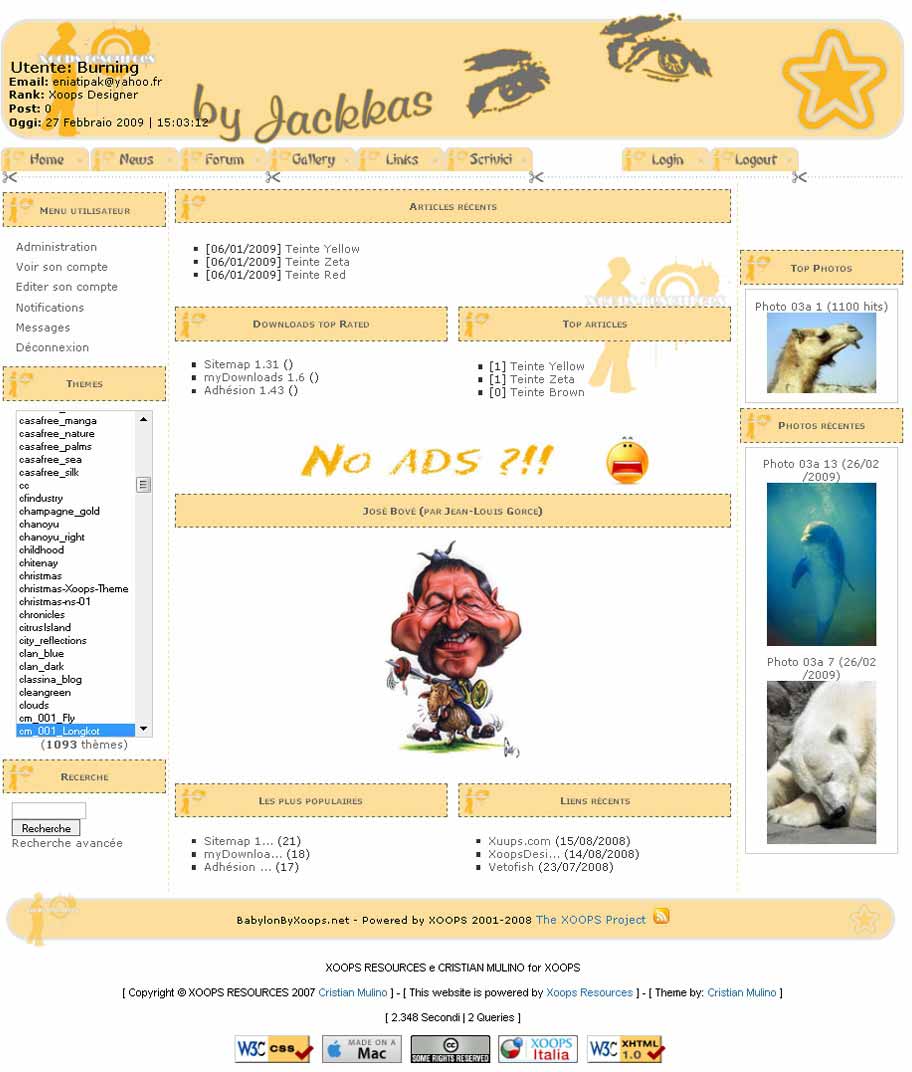 XOOPS RESOURCES
Utente: Burning
Email: eniatipak@yahoo.fr
Rank: Xoops Designer
Post: 0
Oggi: 27 Febbraio 2009 | 15:03:12
by Jackkas
Home News Forum Gallery Links Scrivici Login Logout
Menu utilisateur
Administration
Voir son compte
Editer son compte
Notifications
Messages
Déconnexion
Themes
casafree_manga
casafree_nature
casafree_palms
casafree_sea
casafree_silk
cc
cfindustry
champagne_gold
chanoyu
chanoyu_right
childhood
chitenay
christmas
christmas-Xoops-Theme
christmas-ns-01
chronicles
citrusIsland
city_reflections
clan_blue
clan_dark
classina_blog
cleangreen
clouds
cm_001_Fly
cm_001_Longkot
(1093 thèmes)
Recerche
Recherche
Recherche avancée
Articles récents
[06/01/2009] Teinte Yellow
[06/01/2009] Teinte Zeta
[06/01/2009] Teinte Red
XOOPS RESOURCES
Downloads top Rated
Sitemap 1.31 ()
myDownloads 1.6 ()
Adhésion 1.43 ()
Top articles
[1] Teinte Yellow
[1] Teinte Zeta
[0] Teinte Brown
No ADS ?!!
José Bové (par Jean-Louis Gorce)
Les plus populaires
Sitemap 1... (21)
myDownloa... (18)
Adhésion ... (17)
Liens récents
Xuups.com (15/08/2008)
XoopsDesi... (14/08/2008)
Vetofish (23/07/2008)
Top Photos
Photo 03a 1 (1100 hits)
Photos récentes
Photo 03a 13 (26/02
/2009)
Photo 03a 7 (26/02
/2009)
BabylonByXoops.net - Powered by XOOPS 2001-2008 The XOOPS Project
XOOPS RESOURCES e CRISTIAN MULINO for XOOPS
[ Copyright © XOOPS RESOURCES 2007 Cristian Mulino ] - [ This website is powered by Xoops Resources ] - [ Theme by: Cristian Mulino ]
[ 2.348 Secondi | 2 Queries ]
W3C css
MADE ON A
Mac
cc
SOME RIGHTS RESERVED
XOOPS
Italia
W3C XHTML
1.0